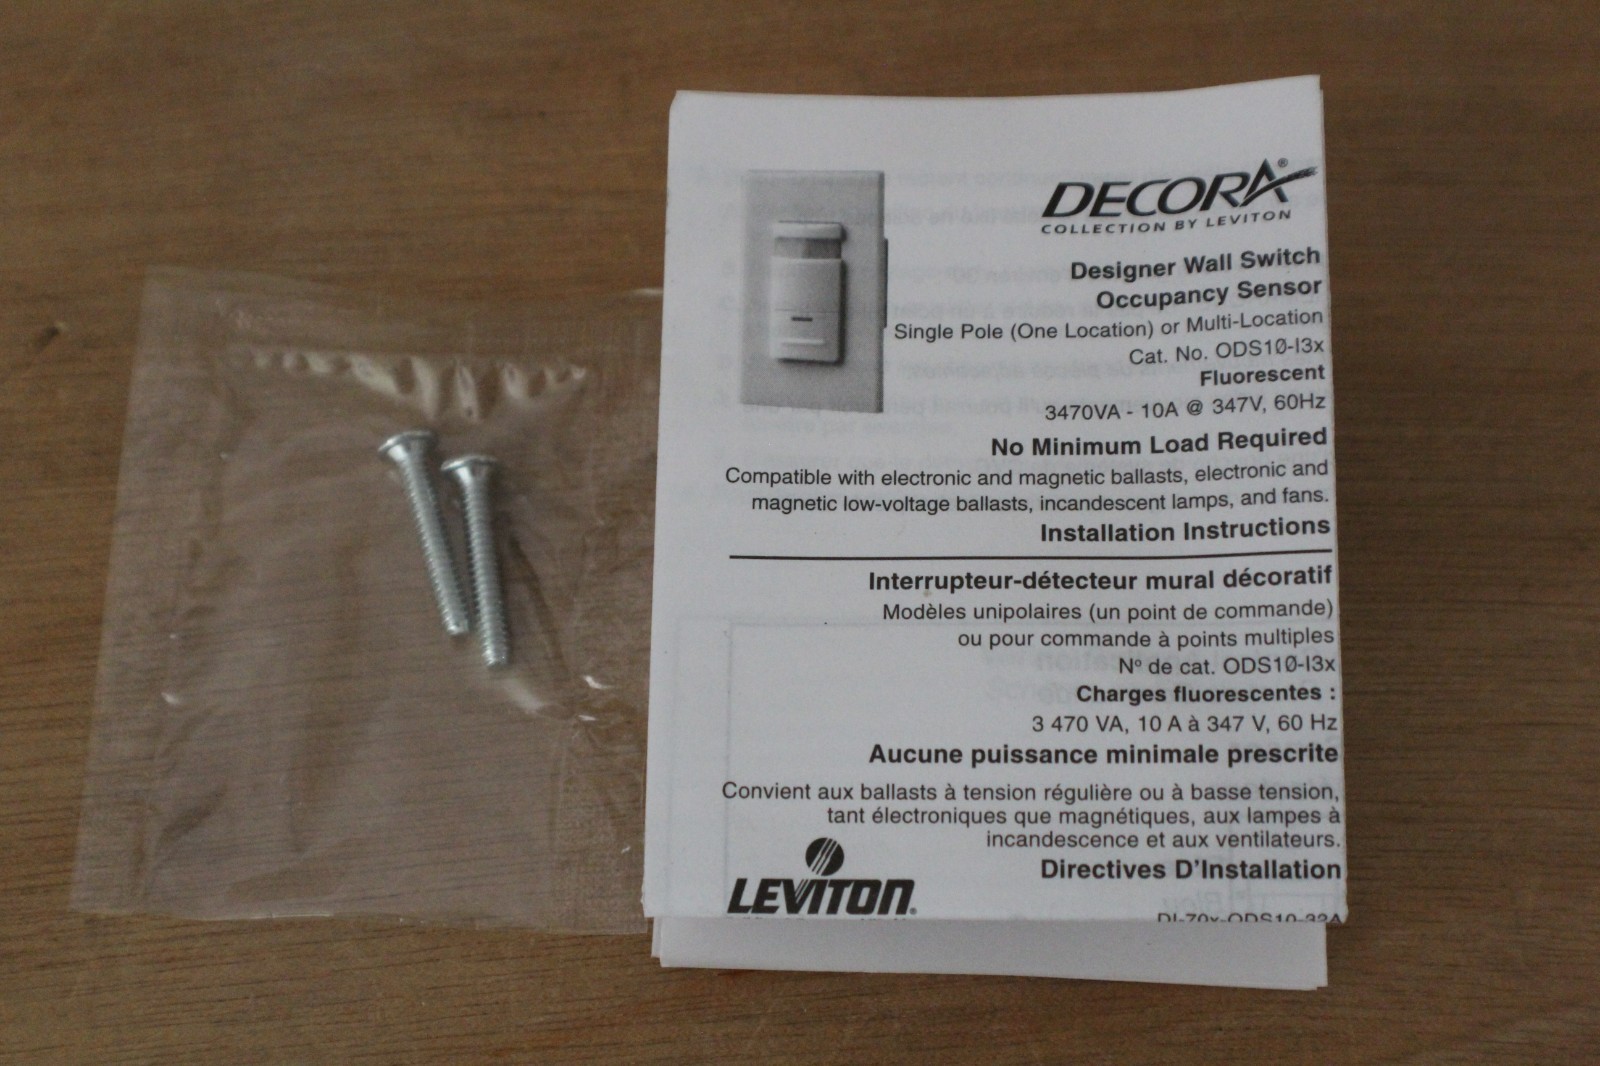 DECORA®
COLLECTION BY LEVITON
Designer Wall Switch
Occupancy Sensor
Single Pole (One Location) or Multi-Location
Cat. No. ODS10-I3x
Fluorescent
3470VA - 10A @ 347V, 60Hz
No Minimum Load Required
Compatible with electronic and magnetic ballasts, electronic and
magnetic low-voltage ballasts, incandescent lamps, and fans.
Installation Instructions
Interrupteur-détecteur mural décoratif
Modèles unipolaires (un point de commande)
ou pour commande à points multiples
Nº de cat. ODS10-I3x
Charges fluorescentes :
3 470 VA, 10 A à 347 V, 60 Hz
Aucune puissance minimale prescrite
Convient aux ballasts à tension régulière ou à basse tension,
tant électroniques que magnétiques, aux lampes à
incandescence et aux ventilateurs.
Directives D'Installation
LEVITON®
DI-70x-ODS10-32A